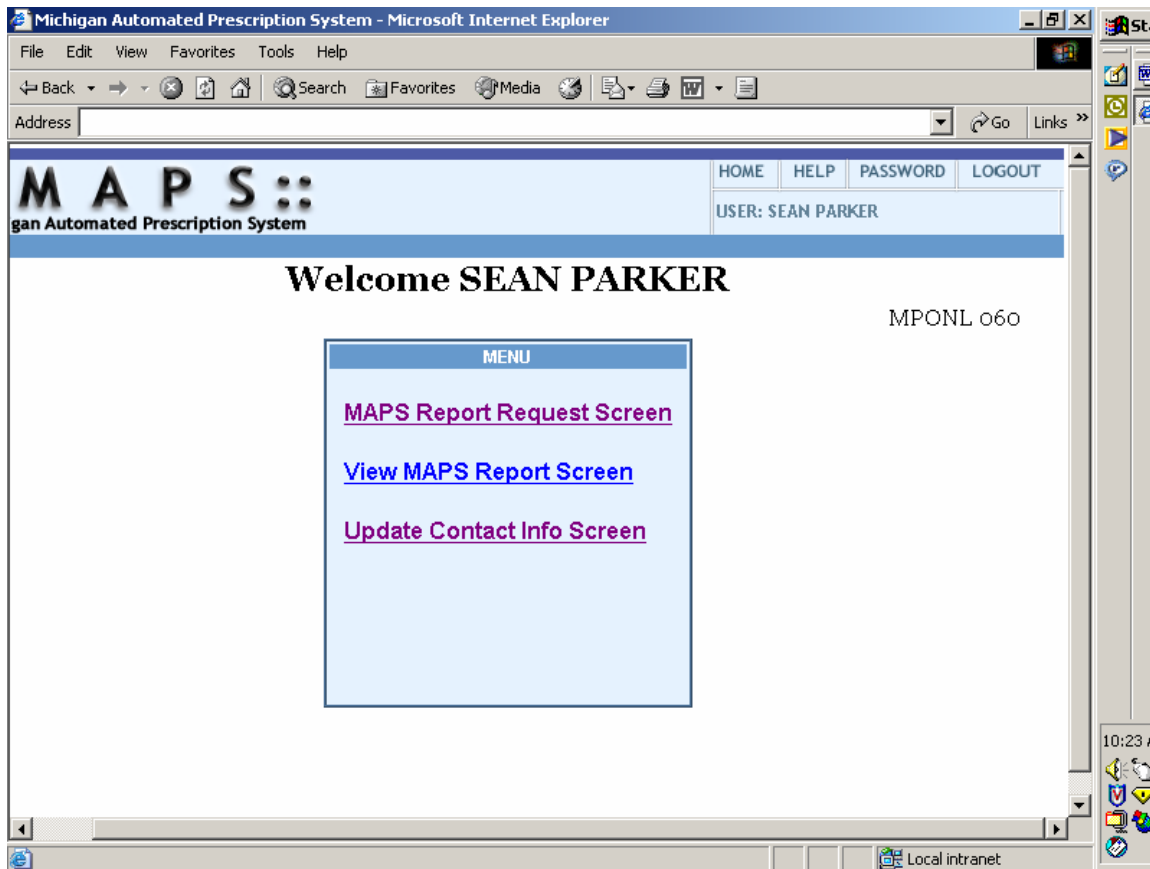 Michigan Automated Prescription System - Microsoft Internet Explorer
File Edit View Favorites Tools Help
Back Search Favorites Media
Address Go Links »
M A P S ::
gan Automated Prescription System
HOME HELP PASSWORD LOGOUT
USER: SEAN PARKER
Welcome SEAN PARKER
MPONL 060
MENU
MAPS Report Request Screen
View MAPS Report Screen
Update Contact Info Screen
Local intranet
St
10:23